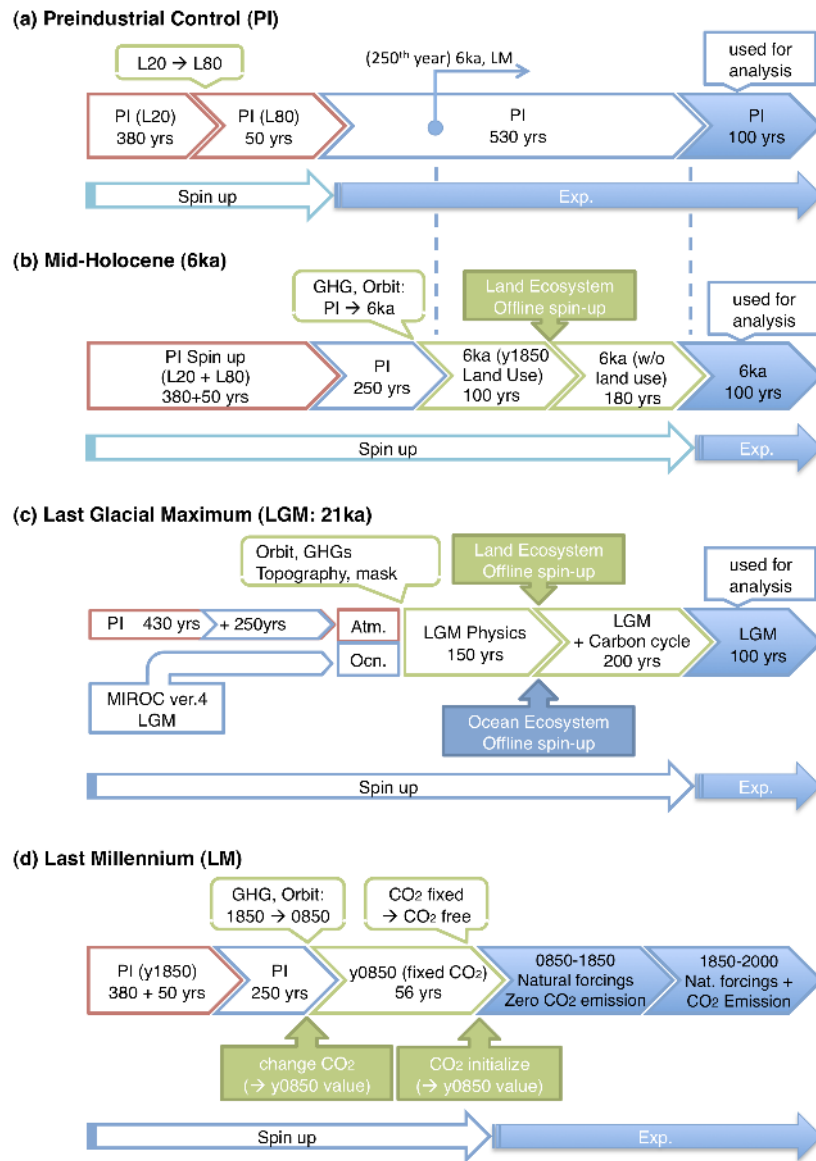 (a) Preindustrial Control (PI)
L20 → L80
(250th year) 6ka, LM
used for
analysis
PI (L20)
380 yrs
PI (L80)
50 yrs
PI
530 yrs
PI
100 yrs
Spin up
Exp.
(b) Mid-Holocene (6ka)
GHG, Orbit:
PI → 6ka
Land Ecosystem
Offline spin-up
used for
analysis
PI Spin up
(L20 + L80)
380+50 yrs
PI
250 yrs
6ka (y1850
Land Use)
100 yrs
6ka (w/o
land use)
180 yrs
6ka
100 yrs
Spin up
Exp.
(c) Last Glacial Maximum (LGM: 21ka)
Orbit, GHGs
Topography, mask
Land Ecosystem
Offline spin-up
used for
analysis
PI 430 yrs
+ 250yrs
Atm.
Ocn.
LGM Physics
150 yrs
LGM
+ Carbon cycle
200 yrs
LGM
100 yrs
MIROC ver.4
LGM
Ocean Ecosystem
Offline spin-up
Spin up
Exp.
(d) Last Millennium (LM)
GHG, Orbit:
1850 → 0850
CO2 fixed
→ CO2 free
PI (y1850)
380 + 50 yrs
PI
250 yrs
y0850 (fixed CO2)
56 yrs
0850-1850
Natural forcings
Zero CO2 emission
1850-2000
Nat. forcings +
CO2 Emission
change CO2
(→ y0850 value)
CO2 initialize
(→ y0850 value)
Spin up
Exp.